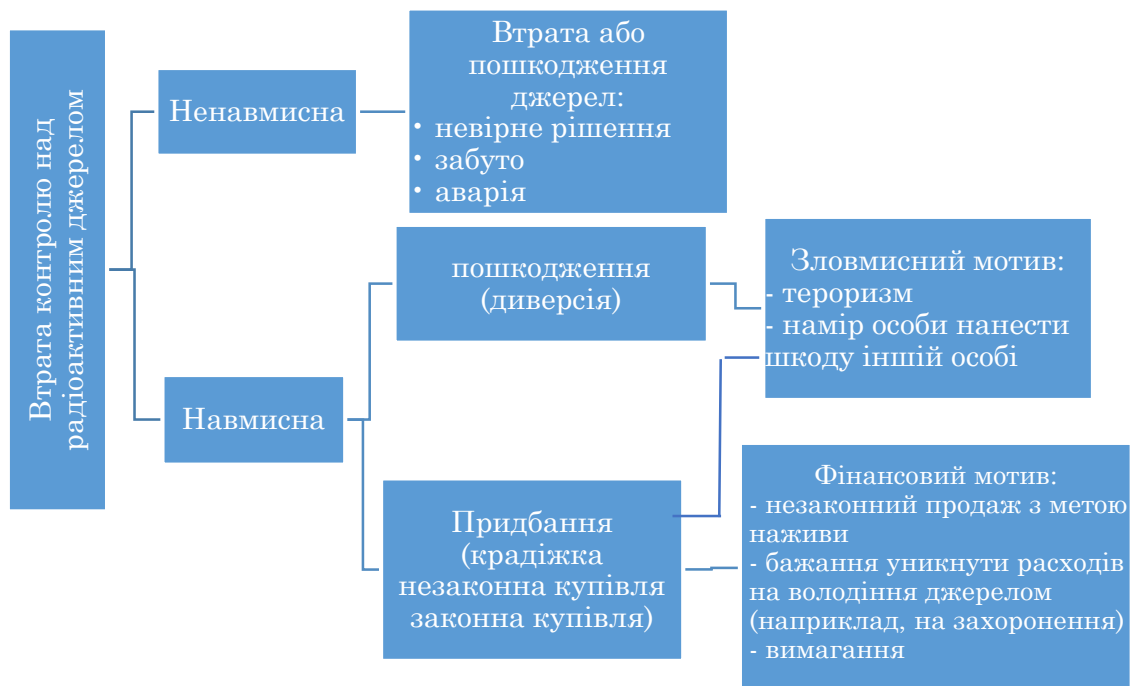 Втрата контролю над
радіоактивним джерелом
Ненавмисна
Втрата або
пошкодження
джерел:
• невірне рішення
• забуто
• аварія
Навмисна
пошкодження
(диверсія)
Зловмисний мотив:
- тероризм
- намір особи нанести
шкоду іншій особі
Придбання
(крадіжка
незаконна купівля
законна купівля)
Фінансовий мотив:
- незаконний продаж з метою
наживи
- бажання уникнути расходів
на володіння джерелом
(наприклад, на захоронення)
- вимагання